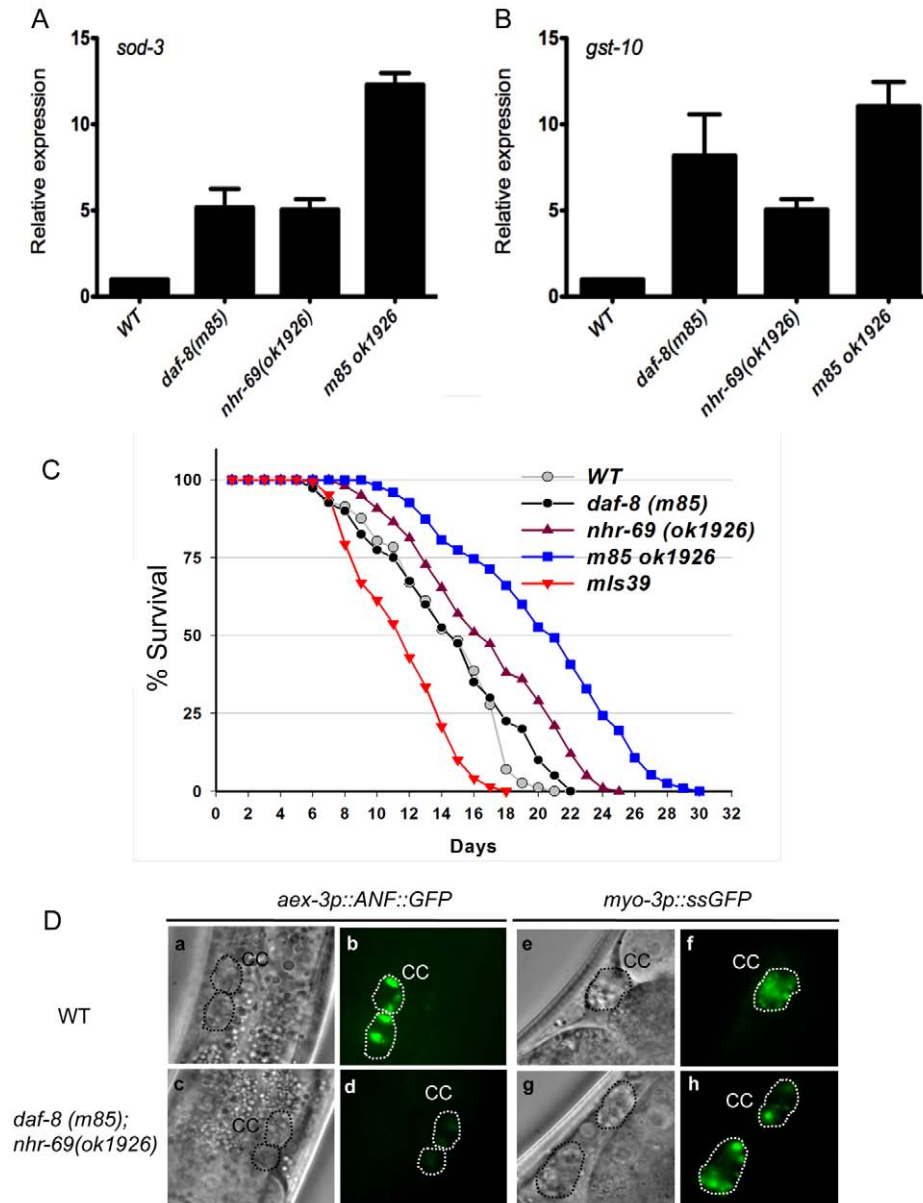 A
sod-3
Relative expression
15
10
5
0
WT
daf-8(m85)
nhr-69(ok1926)
m85 ok1926
B
gst-10
Relative expression
15
10
5
0
WT
daf-8(m85)
nhr-69(ok1926)
m85 ok1926
C
% Survival
100
75
50
25
0
0 2 4 6 8 10 12 14 16 18 20 22 24 26 28 30 32
Days
WT
daf-8 (m85)
nhr-69 (ok1926)
m85 ok1926
mIs39
D
aex-3p::ANF::GFP
myo-3p::ssGFP
WT
a
CC
b
CC
e
CC
f
CC
daf-8 (m85);
nhr-69(ok1926)
c
CC
d
CC
g
h
CC